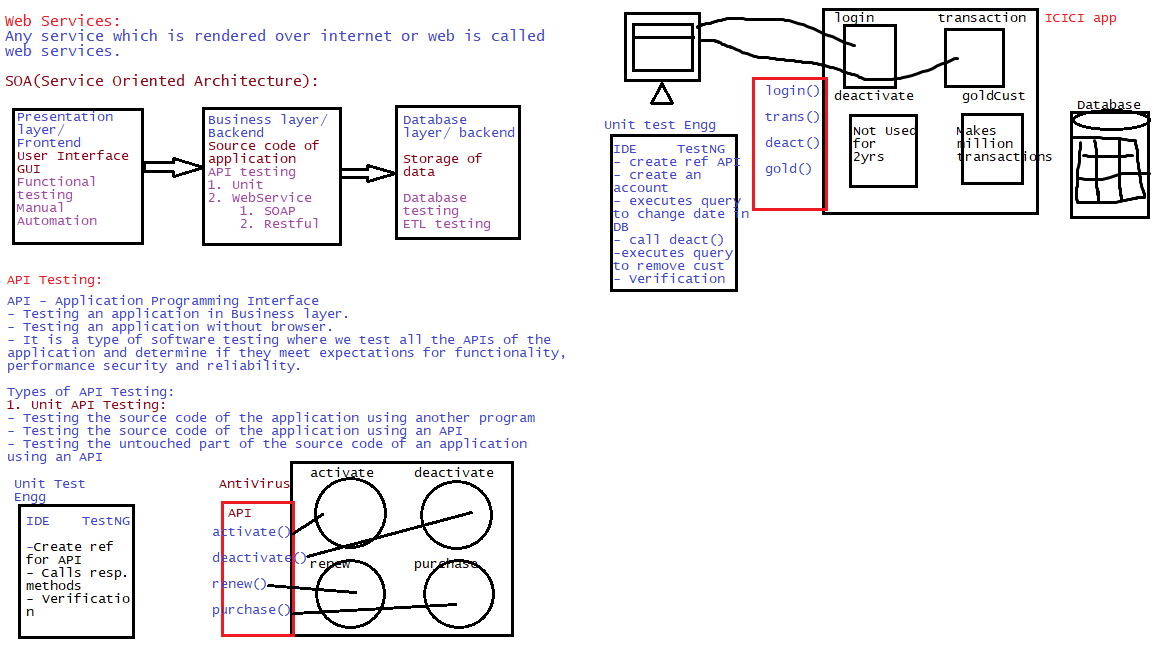 Web Services:
Any service which is rendered over internet or web is called
web services.
SOA(Service Oriented Architecture):
Presentation
layer/
Frontend
User Interface
GUI
Functional
testing
Manual
Automation
Business layer/
Backend
Source code of
application
API testing
1. Unit
2. WebService
1. SOAP
2. Restful
Database
layer/ backend
Storage of
data
Database
testing
ETL testing
API Testing:
API - Application Programming Interface
- Testing an application in Business layer.
- Testing an application without browser.
- It is a type of software testing where we test all the APIs of the
application and determine if they meet expectations for functionality,
performance security and reliability.
Types of API Testing:
1. Unit API Testing:
- Testing the source code of the application using another program
- Testing the source code of the application using an API
- Testing the untouched part of the source code of an application
using an API
Unit Test
Engg
IDE TestNG
-Create ref
for API
- Calls resp.
methods
- Verificatio
n
AntiVirus
API
activate()
deactivate()
renew()
purchase()
activate deactivate
renew purchase
login transaction ICICI app
login()
trans()
deact()
gold()
deactivate goldCust
Not Used
for
2yrs
Makes
million
transactions
Database
Unit test Engg
IDE TestNG
- create ref API
- create an
account
- executes query
to change date in
DB
- call deact()
-executes query
to remove cust
- Verification